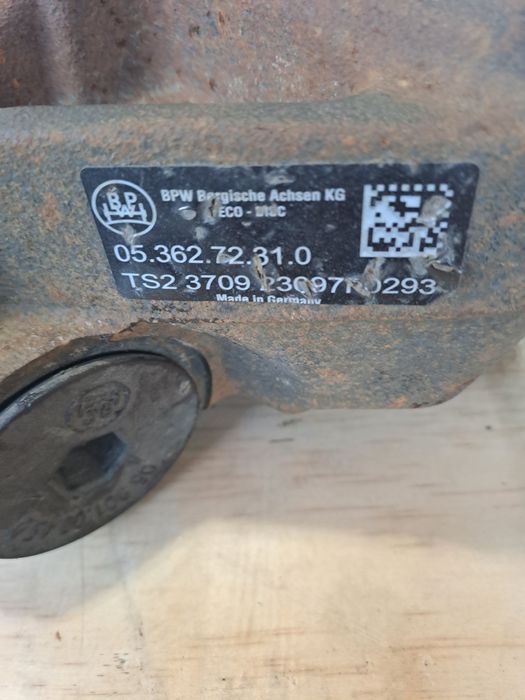 BPW
BPW Bergische Achsen KG
ECO - DISC
05.362.72.31.0
TS2 3709
Made in Germany